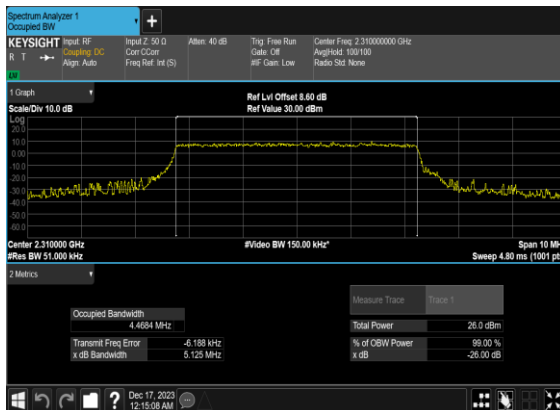 Spectrum Analyzer 1
Occupied BW
KEYSIGHT
R T
Input: RF
Coupling: DC
Align: Auto
Input Z: 50 Ω
Corr CCorr
Freq Ref: Int (S)
Atten: 40 dB
Trig: Free Run
Gate: Off
#IF Gain: Low
Center Freq: 2.310000000 GHz
Avg|Hold: 100/100
Radio Std: None
1 Graph
Scale/Div 10.0 dB
Ref Lvl Offset 8.60 dB
Ref Value 30.00 dBm
Log
20.0
10.0
0.00
-10.0
-20.0
-30.0
-40.0
-50.0
-60.0
Center 2.310000 GHz
#Video BW 150.00 kHz*
Span 10 MH
#Res BW 51.000 kHz
Sweep 4.80 ms (1001 pt
2 Metrics
Measure Trace
Trace 1
Occupied Bandwidth
4.4684 MHz
Total Power
26.0 dBm
Transmit Freq Error
-6.188 kHz
% of OBW Power
99.00 %
x dB Bandwidth
5.125 MHz
x dB
-26.00 dB
Dec 17, 2023
12:15:08 AM